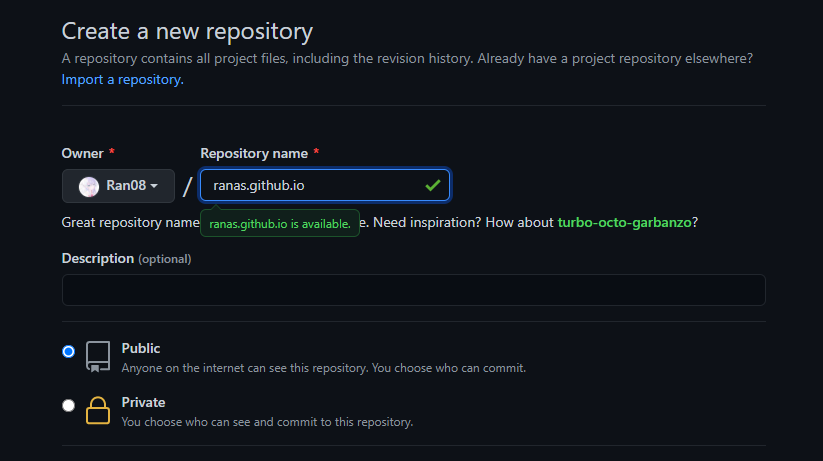 Create a new repository
A repository contains all project files, including the revision history. Already have a project repository elsewhere?
Import a repository.
Owner *
Repository name *
Ran08
/
ranas.github.io
Great repository name
e. Need inspiration? How about turbo-octo-garbanzo?
ranas.github.io is available.
Description (optional)
Public
Anyone on the internet can see this repository. You choose who can commit.
Private
You choose who can see and commit to this repository.